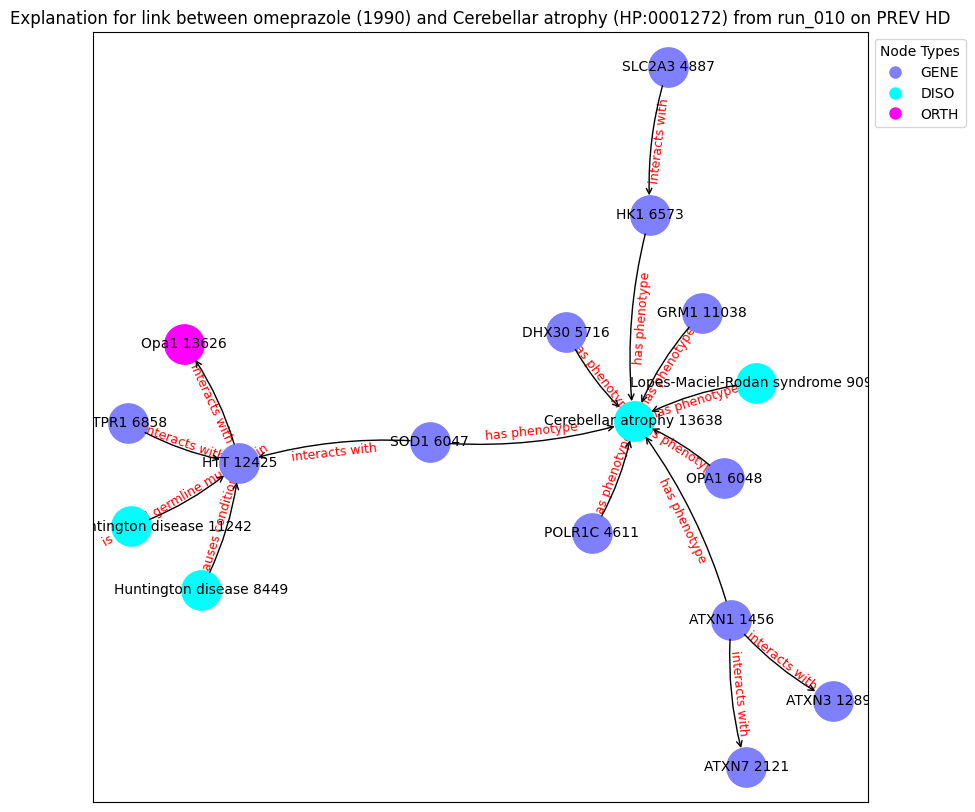 Explanation for link between omeprazole (1990) and Cerebellar atrophy (HP:0001272) from run_010 on PREV HD
Node Types
GENE
DISO
ORTH
SLC2A3 4887
interacts with
HK1 6573
has phenotype
GRM1 11038
has phenotype
DHX30 5716
has phenotype
Opa1 13626
interacts with
Lopes-Maciel-Rodan syndrome 909
has phenotype
TPR1 6858
interacts with
Cerebellar atrophy 13638
SOD1 6047
has phenotype
interacts with
HTT 12425
OPA1 6048
has phenotype
POLR1C 4611
has phenotype
has phenotype
ntington disease 11242
is germline mu in
Huntington disease 8449
auses condition
ATXN1 1456
interacts with
interacts with
ATXN3 1289
ATXN7 2121